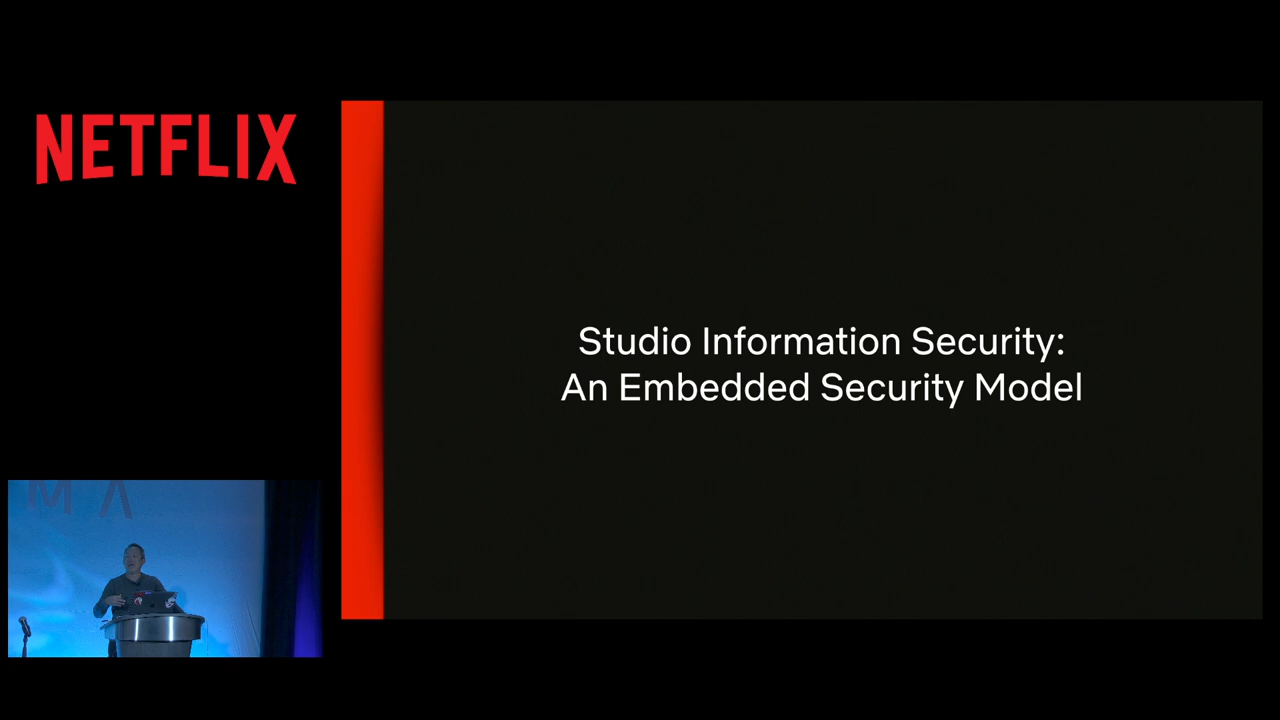 NETFLIX
Studio Information Security:
An Embedded Security Model
M A